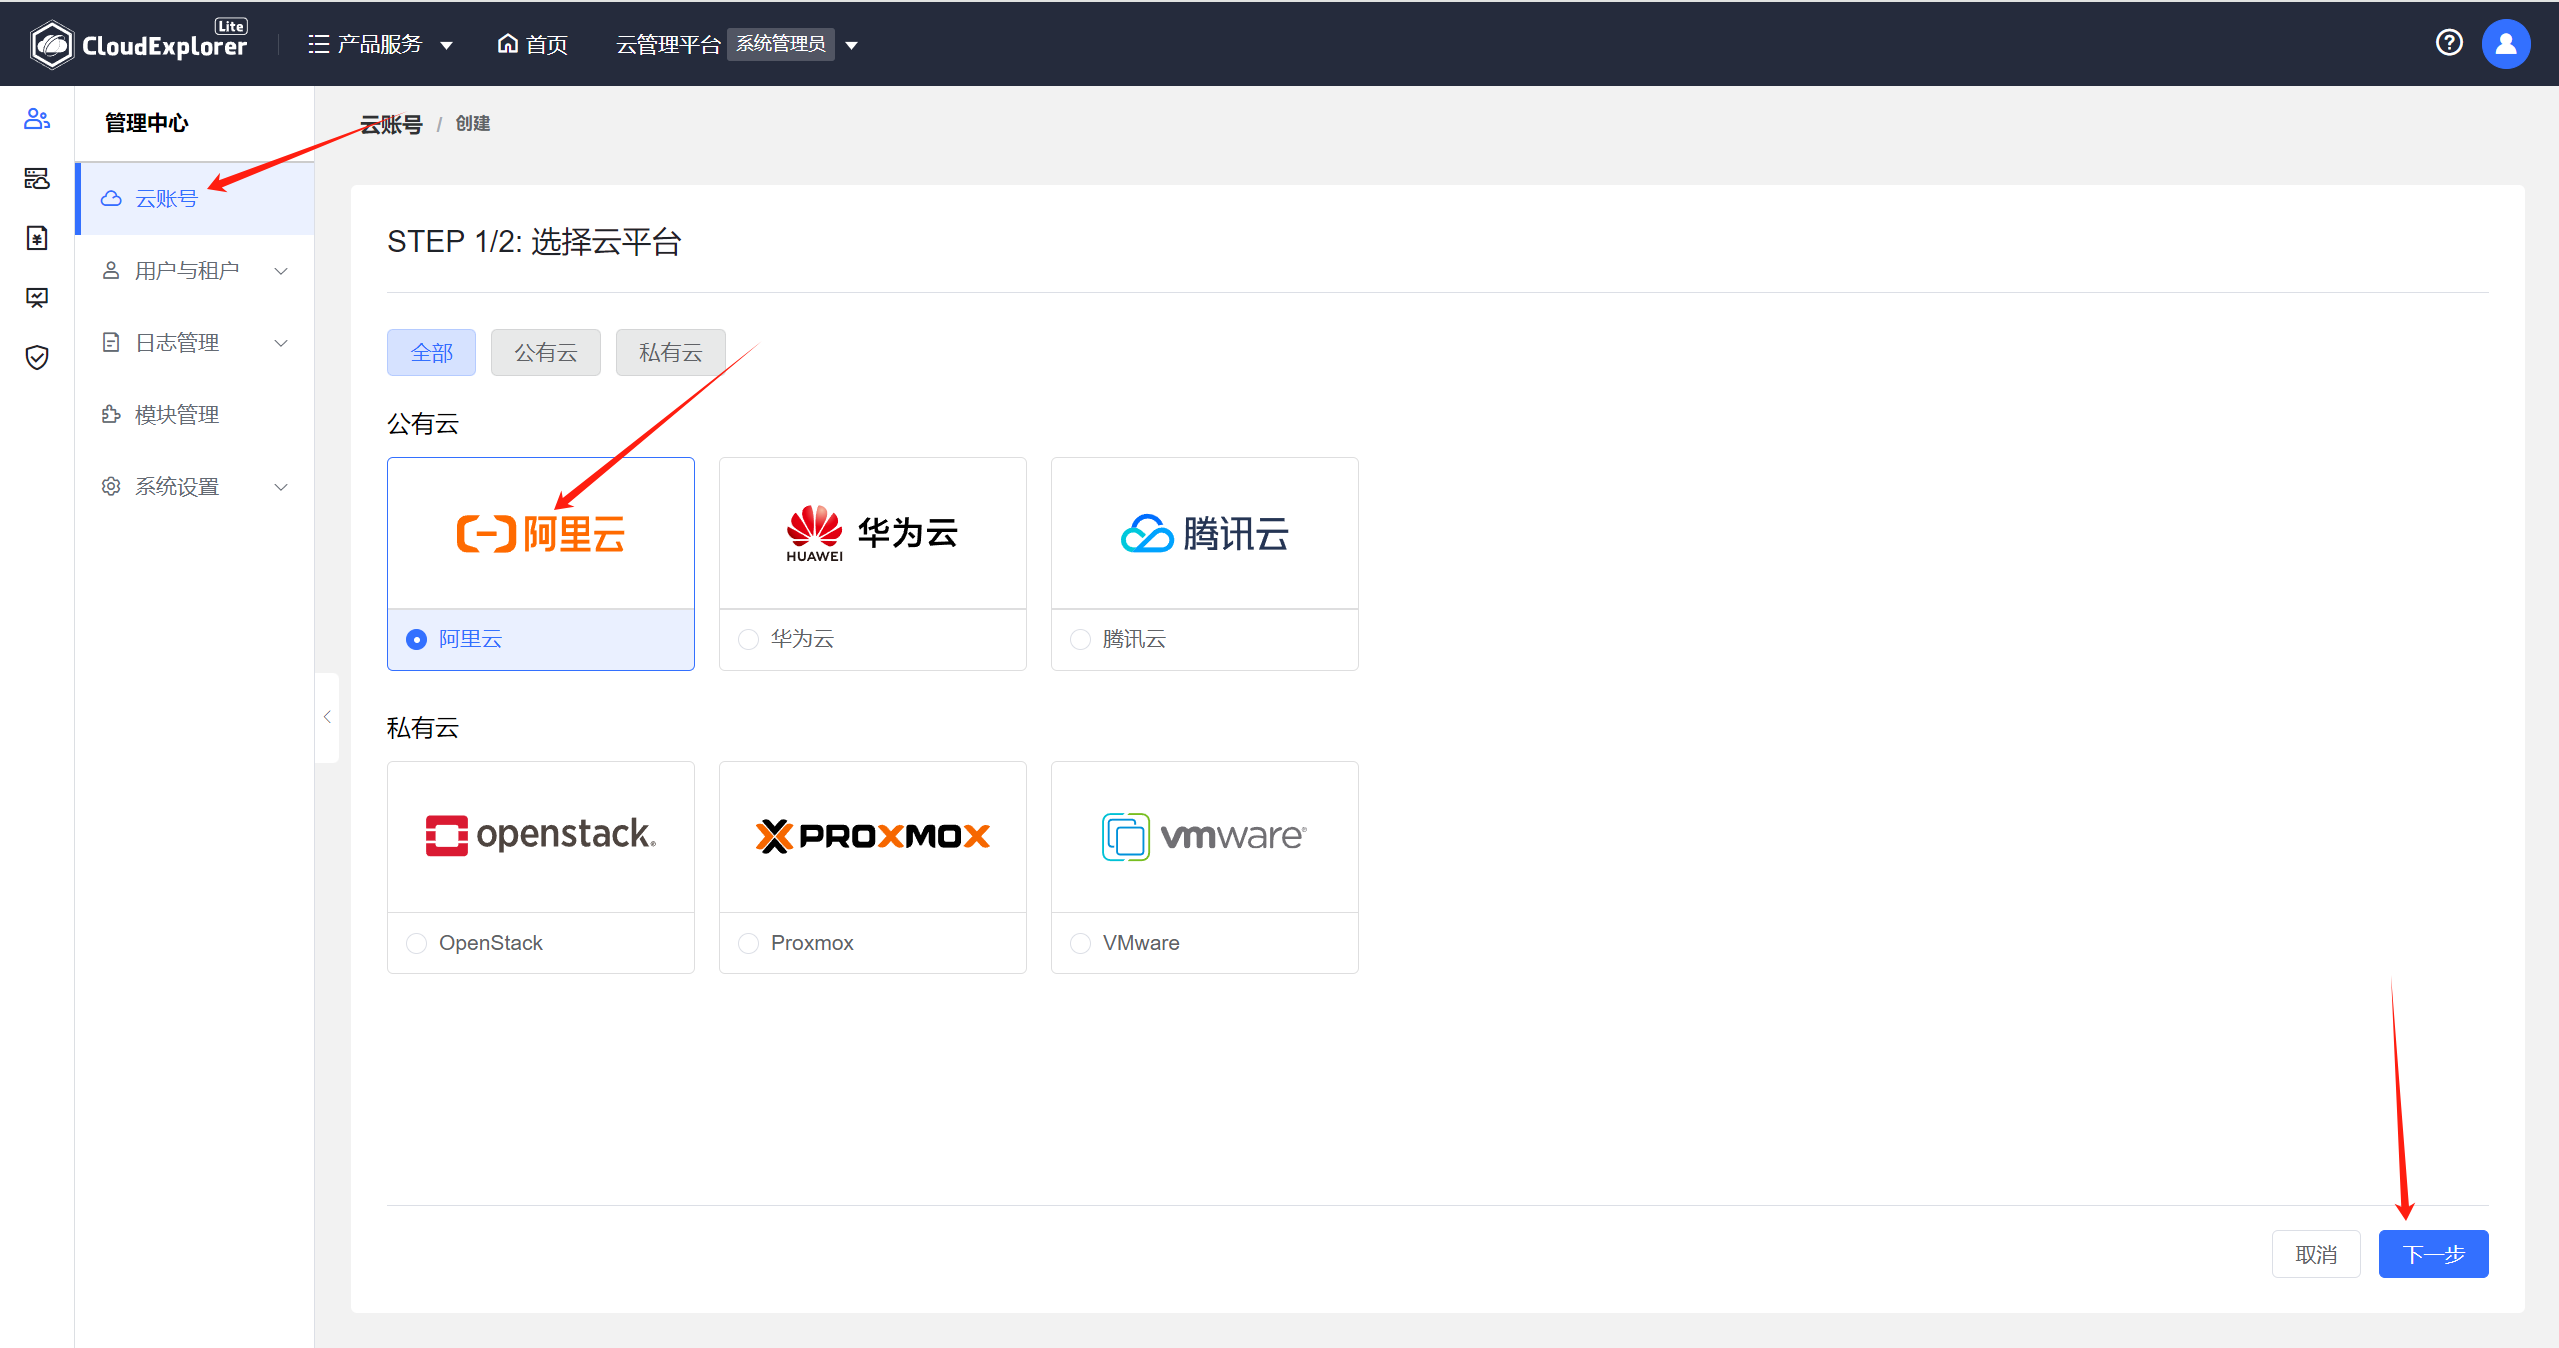 CloudExplorer Lite
产品服务
首页
云管理平台 系统管理员
管理中心
云账号
用户与租户
日志管理
模块管理
系统设置
云账号 / 创建
STEP 1/2: 选择云平台
全部 公有云 私有云
公有云
阿里云 HUAWEI 华为云 腾讯云
阿里云 华为云 腾讯云
私有云
openstack. PROXMOX vmware
OpenStack Proxmox VMware
取消 下一步